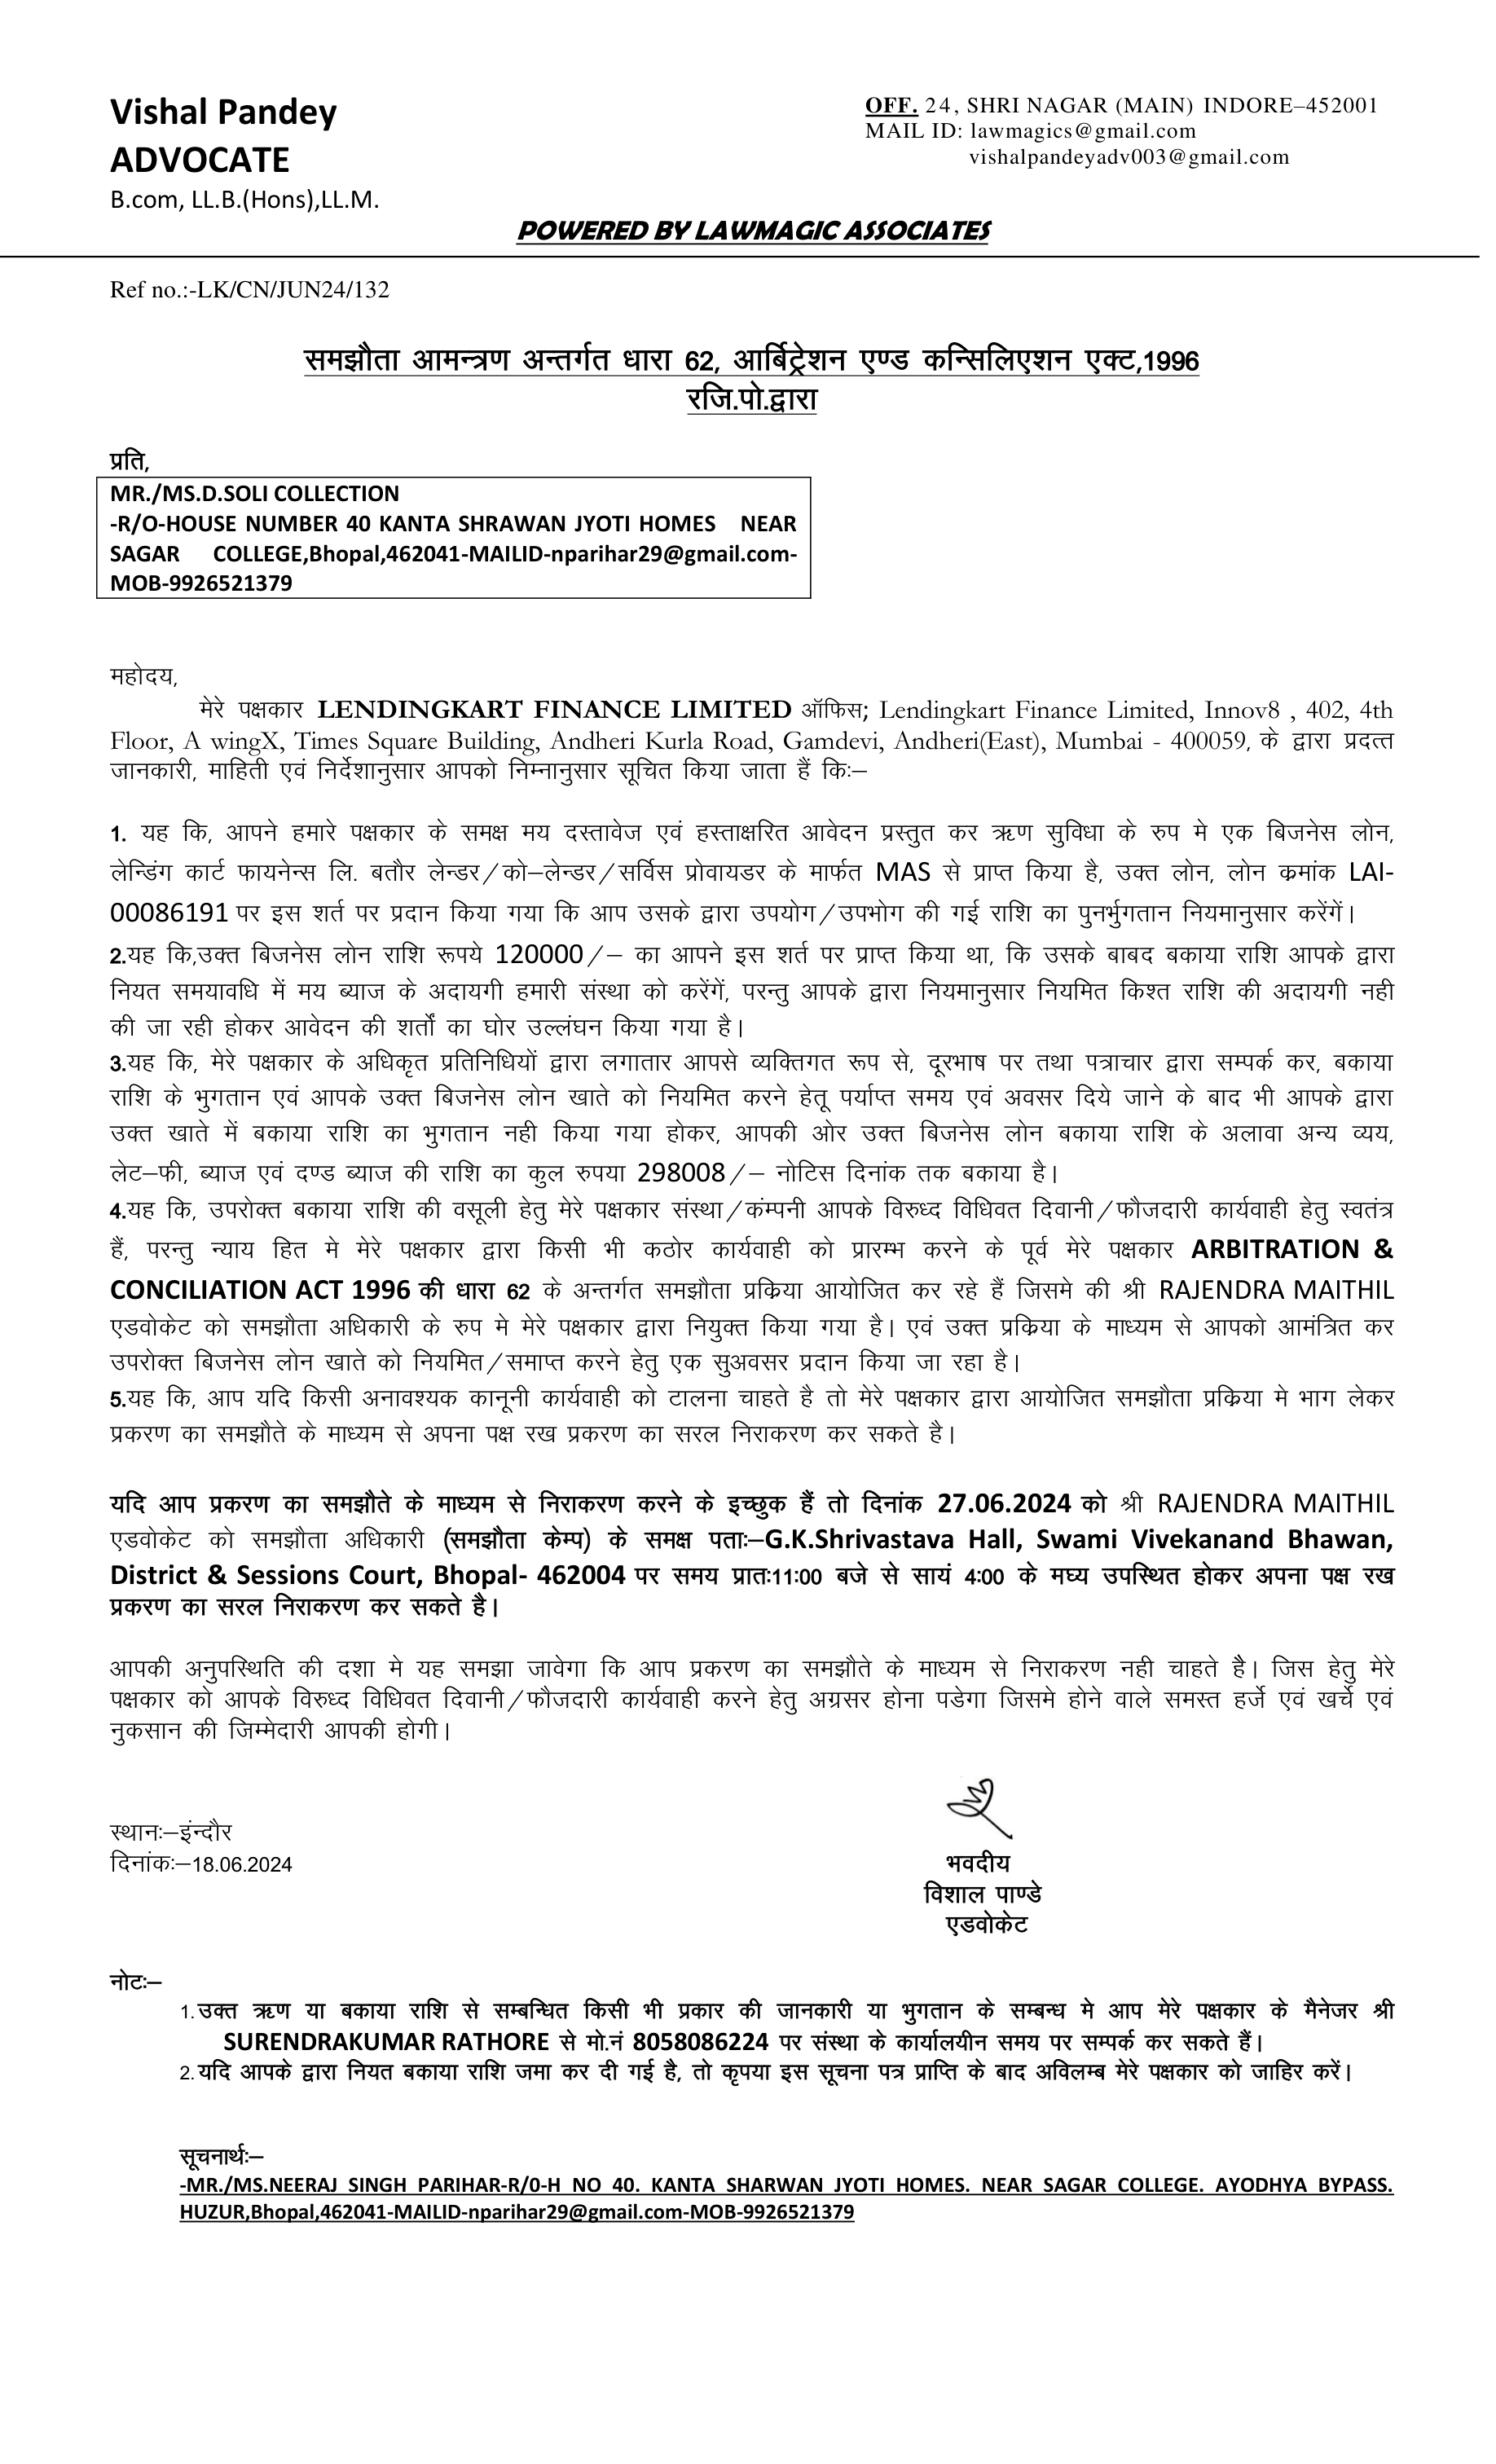 Vishal Pandey
ADVOCATE
B.com, LL.B.(Hons),LL.M.
OFF. 24, SHRI NAGAR (MAIN) INDORE–452001
MAIL ID: lawmagics@gmail.com
vishalpandeyadv003@gmail.com
POWERED BY LAWMAGIC ASSOCIATES
Ref no.:-LK/CN/JUN24/132
समझौता आमन्त्रण अन्तर्गत धारा 62, आर्बिट्रेशन एण्ड कन्सिलिएशन एक्ट,1996
रजि.पो.द्वारा
प्रति,
MR./MS.D.SOLI COLLECTION
-R/O-HOUSE NUMBER 40 KANTA SHRAWAN JYOTI HOMES NEAR
SAGAR COLLEGE,Bhopal,462041-MAILID-nparihar29@gmail.com-
MOB-9926521379
महोदय,
मेरे पक्षकार LENDINGKART FINANCE LIMITED ऑफिस; Lendingkart Finance Limited, Innov8 , 402, 4th
Floor, A wingX, Times Square Building, Andheri Kurla Road, Gamdevi, Andheri(East), Mumbai - 400059, के द्वारा प्रदत्त
जानकारी, माहिती एवं निर्देशानुसार आपको निम्नानुसार सूचित किया जाता हैं कि:–
1. यह कि, आपने हमारे पक्षकार के समक्ष मय दस्तावेज एवं हस्ताक्षरित आवेदन प्रस्तुत कर ऋण सुविधा के रुप मे एक बिजनेस लोन,
लेन्डिंग कार्ट फायनेन्स लि. बतौर लेन्डर/को–लेन्डर/सर्विस प्रोवायडर के मार्फत MAS से प्राप्त किया है, उक्त लोन, लोन क्रमांक LAI-
00086191 पर इस शर्त पर प्रदान किया गया कि आप उसके द्वारा उपयोग/उपभोग की गई राशि का पुनर्भुगतान नियमानुसार करेंगें।
2.यह कि,उक्त बिजनेस लोन राशि रूपये 120000/– का आपने इस शर्त पर प्राप्त किया था, कि उसके बाबद बकाया राशि आपके द्वारा
नियत समयावधि में मय ब्याज के अदायगी हमारी संस्था को करेंगें, परन्तु आपके द्वारा नियमानुसार नियमित किश्त राशि की अदायगी नही
की जा रही होकर आवेदन की शर्तों का घोर उल्लंघन किया गया है।
3.यह कि, मेरे पक्षकार के अधिकृत प्रतिनिधियों द्वारा लगातार आपसे व्यक्तिगत रूप से, दूरभाष पर तथा पत्राचार द्वारा सम्पर्क कर, बकाया
राशि के भुगतान एवं आपके उक्त बिजनेस लोन खाते को नियमित करने हेतू पर्याप्त समय एवं अवसर दिये जाने के बाद भी आपके द्वारा
उक्त खाते में बकाया राशि का भुगतान नही किया गया होकर, आपकी ओर उक्त बिजनेस लोन बकाया राशि के अलावा अन्य व्यय,
लेट–फी, ब्याज एवं दण्ड ब्याज की राशि का कुल रुपया 298008/– नोटिस दिनांक तक बकाया है।
4.यह कि, उपरोक्त बकाया राशि की वसूली हेतु मेरे पक्षकार संस्था/कंम्पनी आपके विरुध्द विधिवत दिवानी/फौजदारी कार्यवाही हेतु स्वतंत्र
हैं, परन्तु न्याय हित मे मेरे पक्षकार द्वारा किसी भी कठोर कार्यवाही को प्रारम्भ करने के पूर्व मेरे पक्षकार ARBITRATION &
CONCILIATION ACT 1996 की धारा 62 के अन्तर्गत समझौता प्रक्रिया आयोजित कर रहे हैं जिसमे की श्री RAJENDRA MAITHIL
एडवोकेट को समझौता अधिकारी के रुप मे मेरे पक्षकार द्वारा नियुक्त किया गया है। एवं उक्त प्रक्रिया के माध्यम से आपको आमंत्रित कर
उपरोक्त बिजनेस लोन खाते को नियमित/समाप्त करने हेतु एक सुअवसर प्रदान किया जा रहा है।
5.यह कि, आप यदि किसी अनावश्यक कानूनी कार्यवाही को टालना चाहते है तो मेरे पक्षकार द्वारा आयोजित समझौता प्रक्रिया मे भाग लेकर
प्रकरण का समझौते के माध्यम से अपना पक्ष रख प्रकरण का सरल निराकरण कर सकते है।
यदि आप प्रकरण का समझौते के माध्यम से निराकरण करने के इच्छुक हैं तो दिनांक 27.06.2024 को श्री RAJENDRA MAITHIL
एडवोकेट को समझौता अधिकारी (समझौता केम्प) के समक्ष पता:–G.K.Shrivastava Hall, Swami Vivekanand Bhawan,
District & Sessions Court, Bhopal- 462004 पर समय प्रात:11:00 बजे से सायं 4:00 के मघ्य उपस्थित होकर अपना पक्ष रख
प्रकरण का सरल निराकरण कर सकते है।
आपकी अनुपस्थिति की दशा मे यह समझा जावेगा कि आप प्रकरण का समझौते के माध्यम से निराकरण नही चाहते है। जिस हेतु मेरे
पक्षकार को आपके विरुध्द विधिवत दिवानी/फौजदारी कार्यवाही करने हेतु अग्रसर होना पडेगा जिसमे होने वाले समस्त हर्जे एवं खर्चे एवं
नुकसान की जिम्मेदारी आपकी होगी।
स्थान:–इंन्दौर
दिनांक:–18.06.2024
भवदीय
विशाल पाण्डे
एडवोकेट
नोट:–
1.उक्त ऋण या बकाया राशि से सम्बन्धित किसी भी प्रकार की जानकारी या भुगतान के सम्बन्ध मे आप मेरे पक्षकार के मैनेजर श्री
SURENDRAKUMAR RATHORE से मो.नं 8058086224 पर संस्था के कार्यालयीन समय पर सम्पर्क कर सकते हैं।
2.यदि आपके द्वारा नियत बकाया राशि जमा कर दी गई है, तो कृपया इस सूचना पत्र प्राप्ति के बाद अविलम्ब मेरे पक्षकार को जाहिर करें।
सूचनार्थ:–
-MR./MS.NEERAJ SINGH PARIHAR-R/0-H NO 40. KANTA SHARWAN JYOTI HOMES. NEAR SAGAR COLLEGE. AYODHYA BYPASS.
HUZUR,Bhopal,462041-MAILID-nparihar29@gmail.com-MOB-9926521379